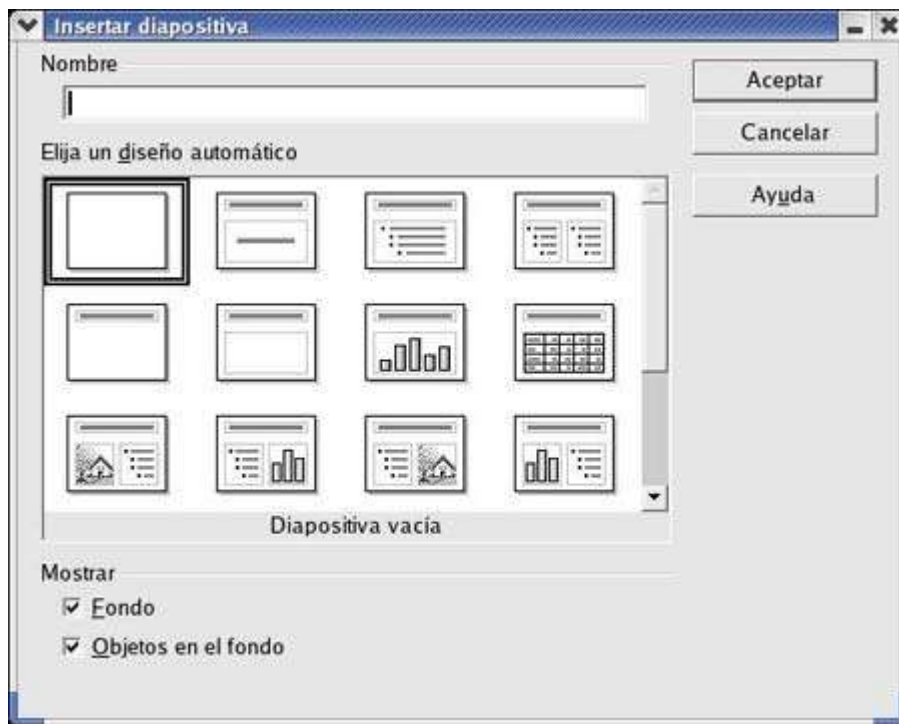 Insertar diapositiva
Nombre
Aceptar
Cancelar
Elija un diseño automático
Ayuda
Diapositiva vacía
Mostrar
Fondo
Objetos en el fondo